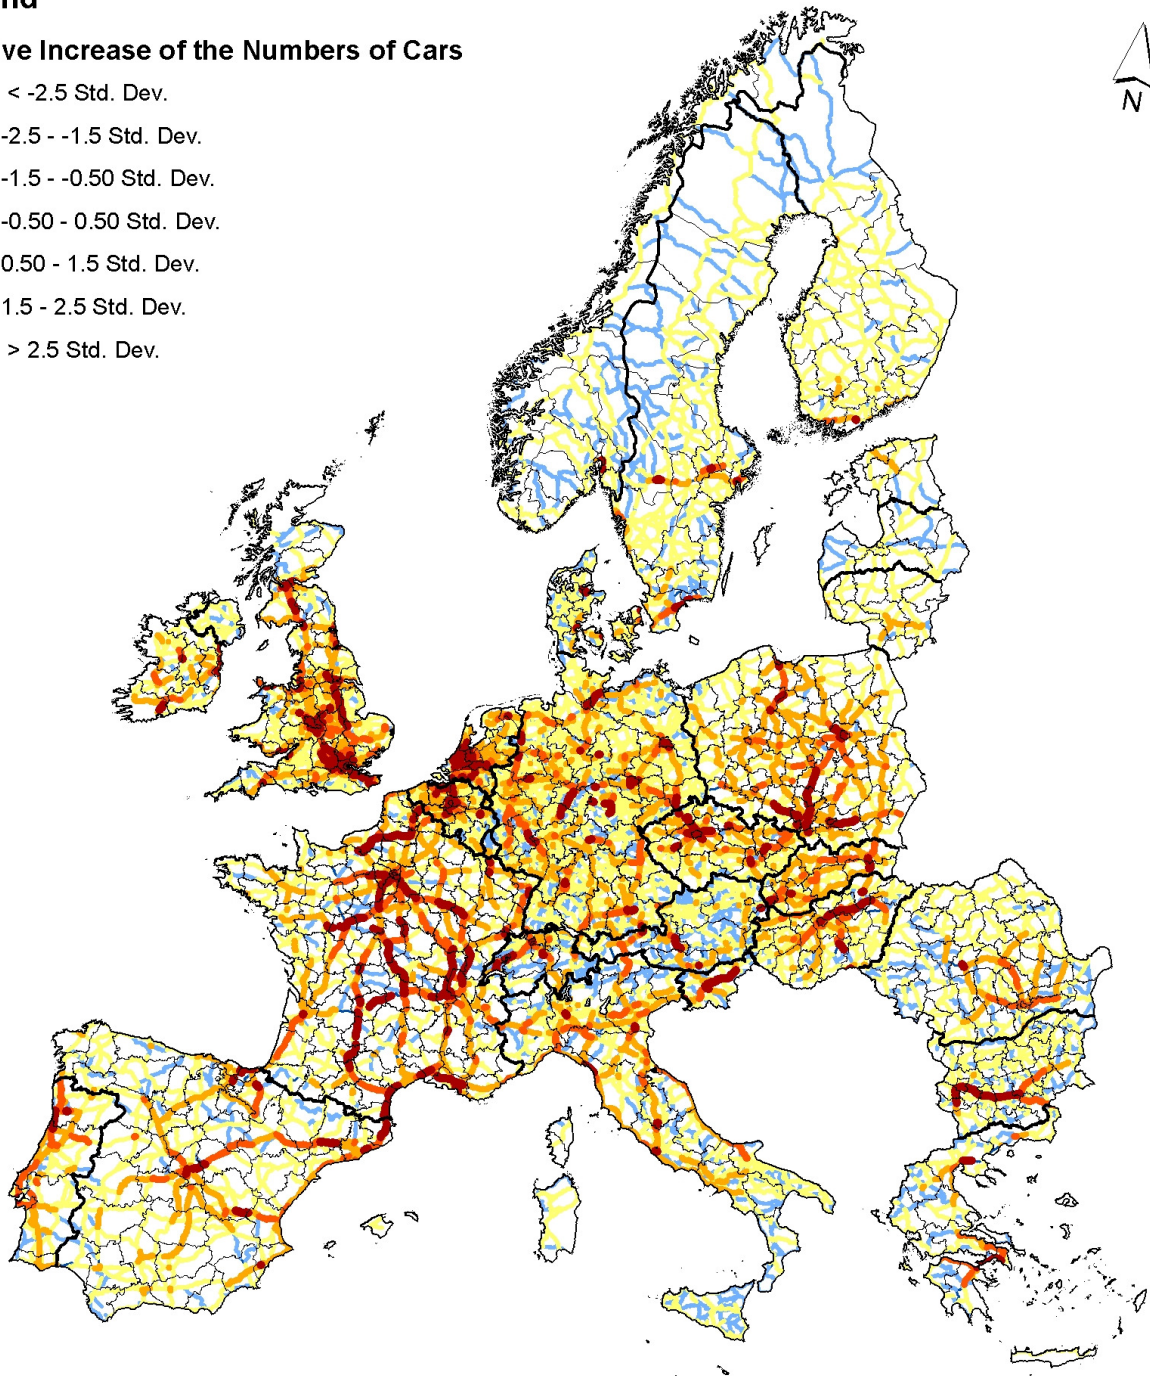 ve Increase of the Numbers of Cars
< -2.5 Std. Dev.
-2.5 - -1.5 Std. Dev.
-1.5 - -0.50 Std. Dev.
-0.50 - 0.50 Std. Dev.
0.50 - 1.5 Std. Dev.
1.5 - 2.5 Std. Dev.
> 2.5 Std. Dev.
N